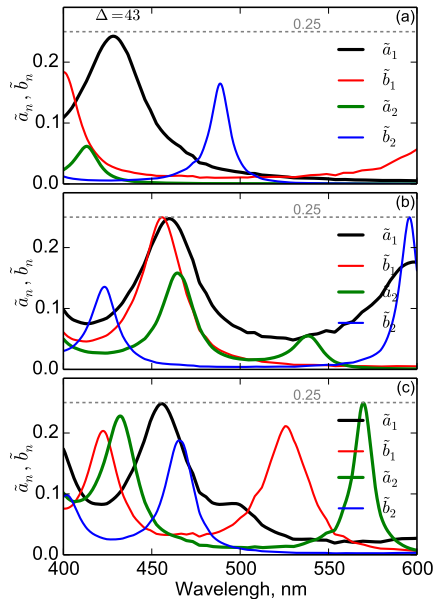 Δ=43
(a)
0.25
ã₁
b̃₁
ã₂
b̃₂
0.2
0.1
0.0
ãₙ, b̃ₙ
(b)
0.25
ã₁
b̃₁
ã₂
b̃₂
0.2
0.1
0.0
ãₙ, b̃ₙ
(c)
0.25
ã₁
b̃₁
ã₂
b̃₂
0.2
0.1
0.0
ãₙ, b̃ₙ
400 450 500 550 600
Wavelengh, nm